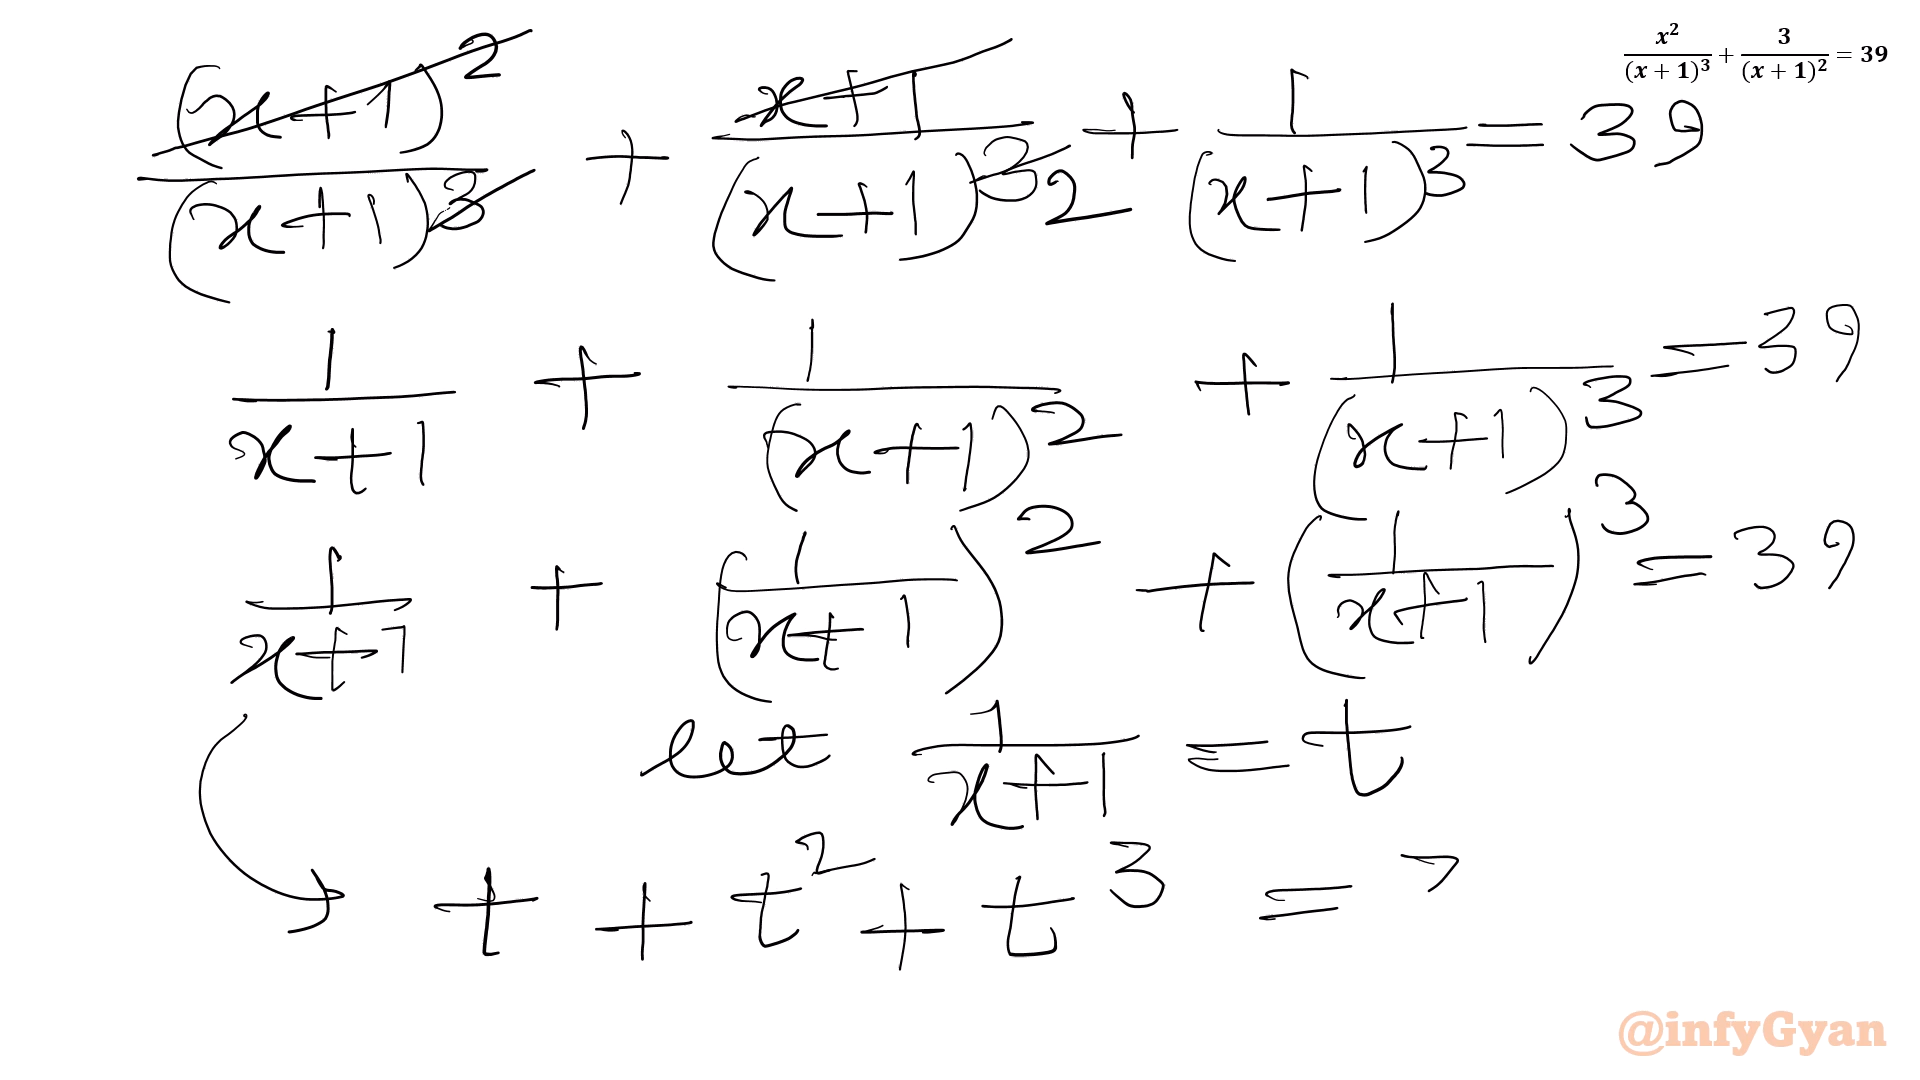 x²/(x + 1)³ + 3/(x + 1)² = 39
(x+1)²/(x+1)³ + x+1/(x+1)³ 2 + 1/(x+1)³ = 39
1/x+1 + 1/(x+1)² + 1/(x+1)³ = 39
1/x+1 + (1/x+1)² + (1/x+1)³ = 39
let 1/x+1 = t
t + t² + t³ =
@infyGyan